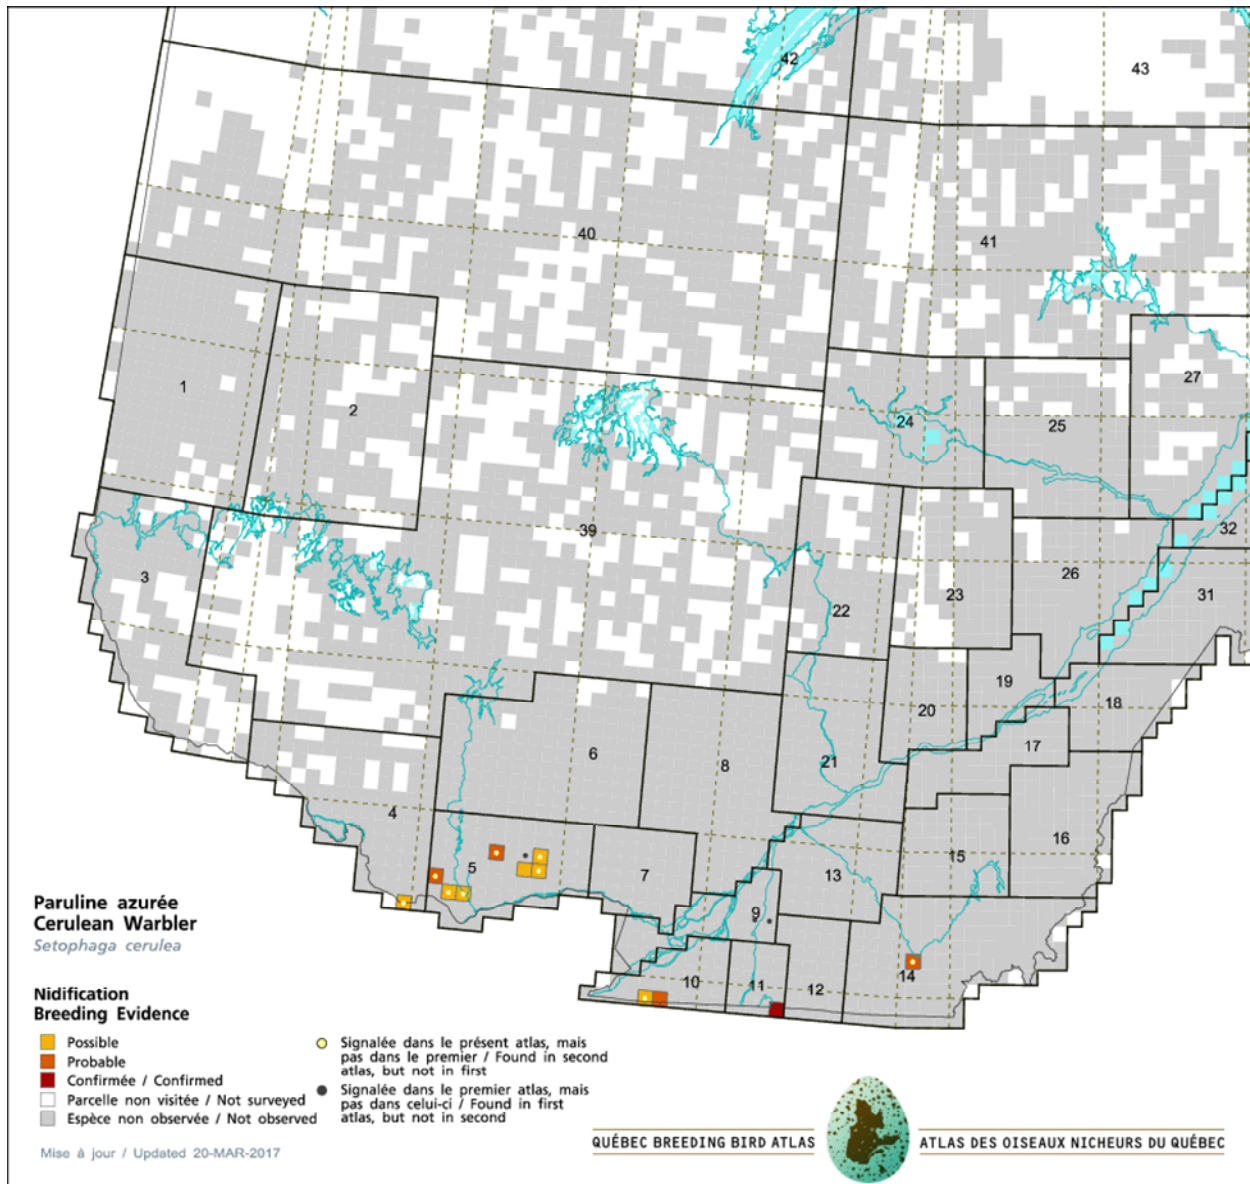 42
43
40
41
1
2
27
24
25
39
32
3
26
31
22
23
19
18
20
17
6
8
21
4
16
5
15
7
13
9
14
10
11
12
Paruline azurée
Cerulean Warbler
Setophaga cerulea
Nidification
Breeding Evidence
Possible
Probable
Confirmée / Confirmed
Parcelle non visitée / Not surveyed
Espèce non observée / Not observed
Signalée dans le présent atlas, mais
pas dans le premier / Found in second
atlas, but not in first
Signalée dans le premier atlas, mais
pas dans celui-ci / Found in first
atlas, but not in second
Mise à jour / Updated 20-MAR-2017
QUÉBEC BREEDING BIRD ATLAS
ATLAS DES OISEAUX NICHEURS DU QUÉBEC